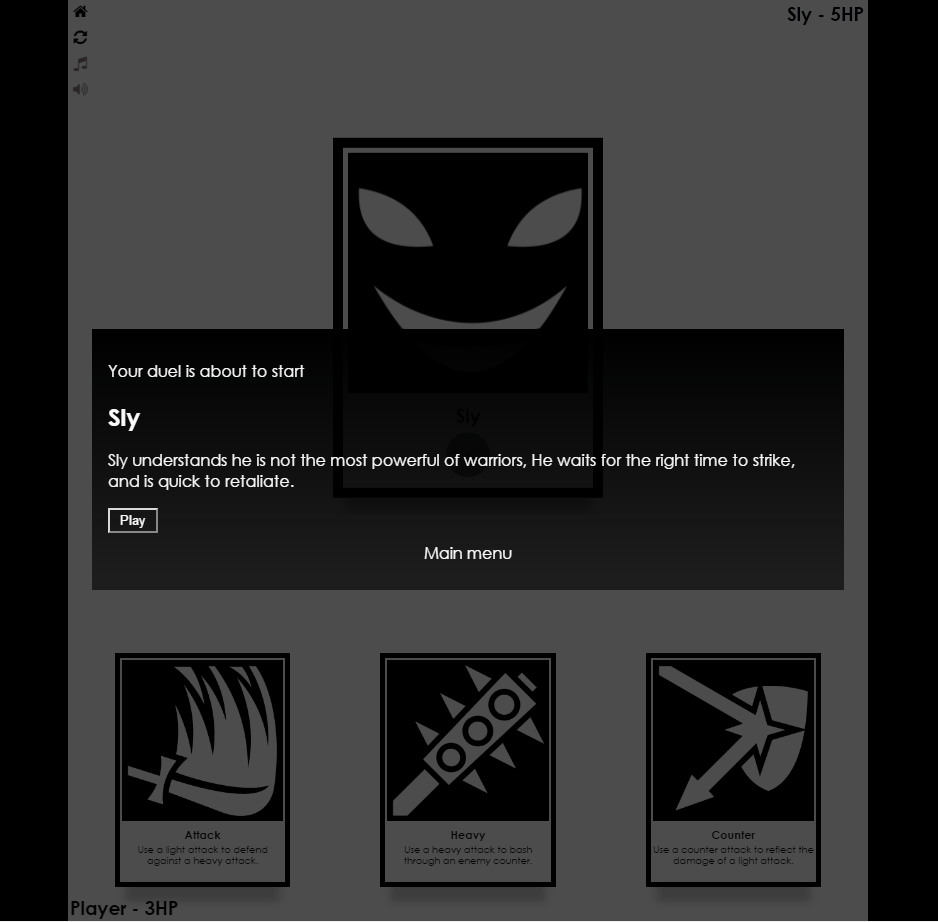 Sly - 5HP
Your duel is about to start
Sly
Sly
Sly understands he is not the most powerful of warriors, He waits for the right time to strike,
and is quick to retaliate.
Play
Main menu
Attack
Use a light attack to defend
against a heavy attack.
Heavy
Use a heavy attack to bash
through an enemy counter.
Counter
Use a counter attack to reflect the
damage of a light attack.
Player - 3HP